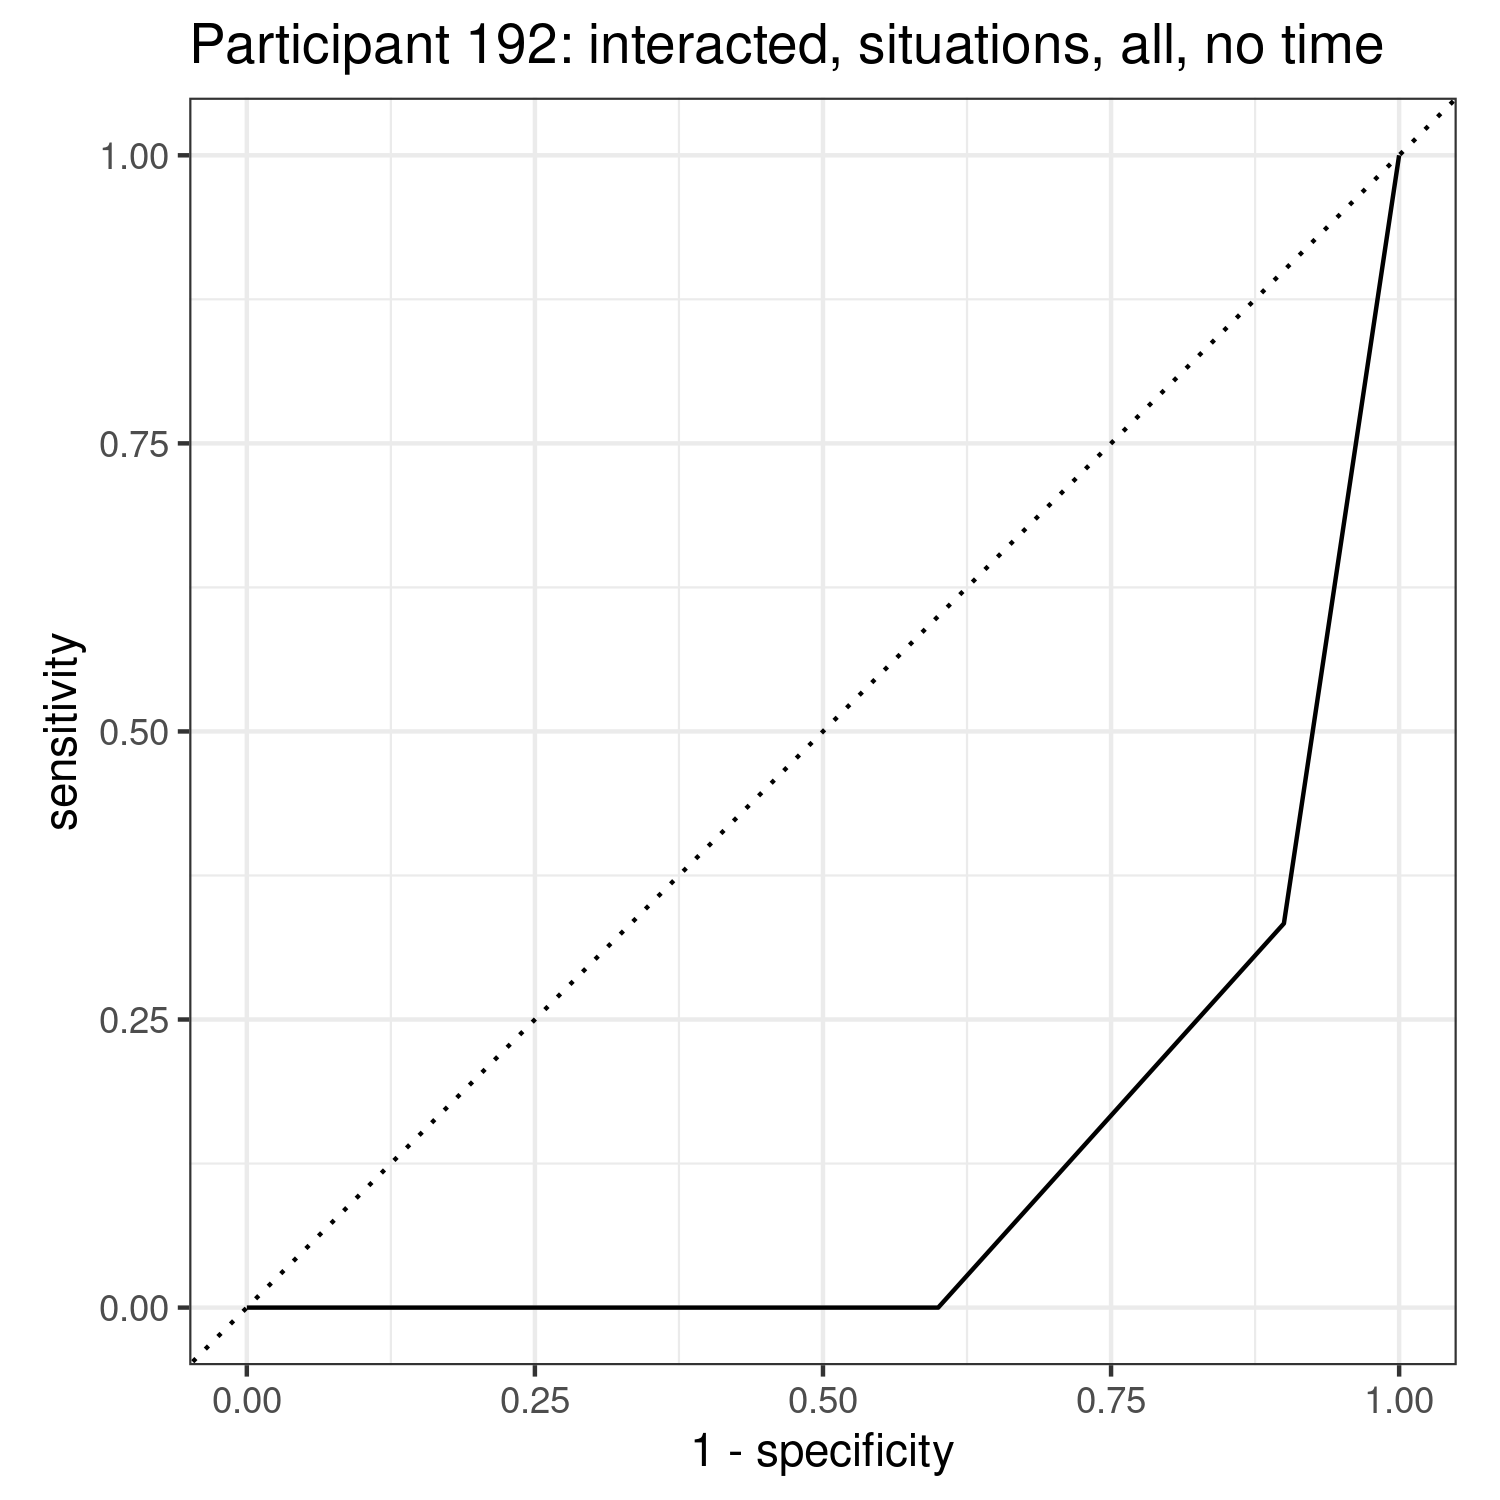 Participant 192: interacted, situations, all, no time
1.00
0.75
0.50
0.25
0.00
sensitivity
0.00 0.25 0.50 0.75 1.00
1 - specificity